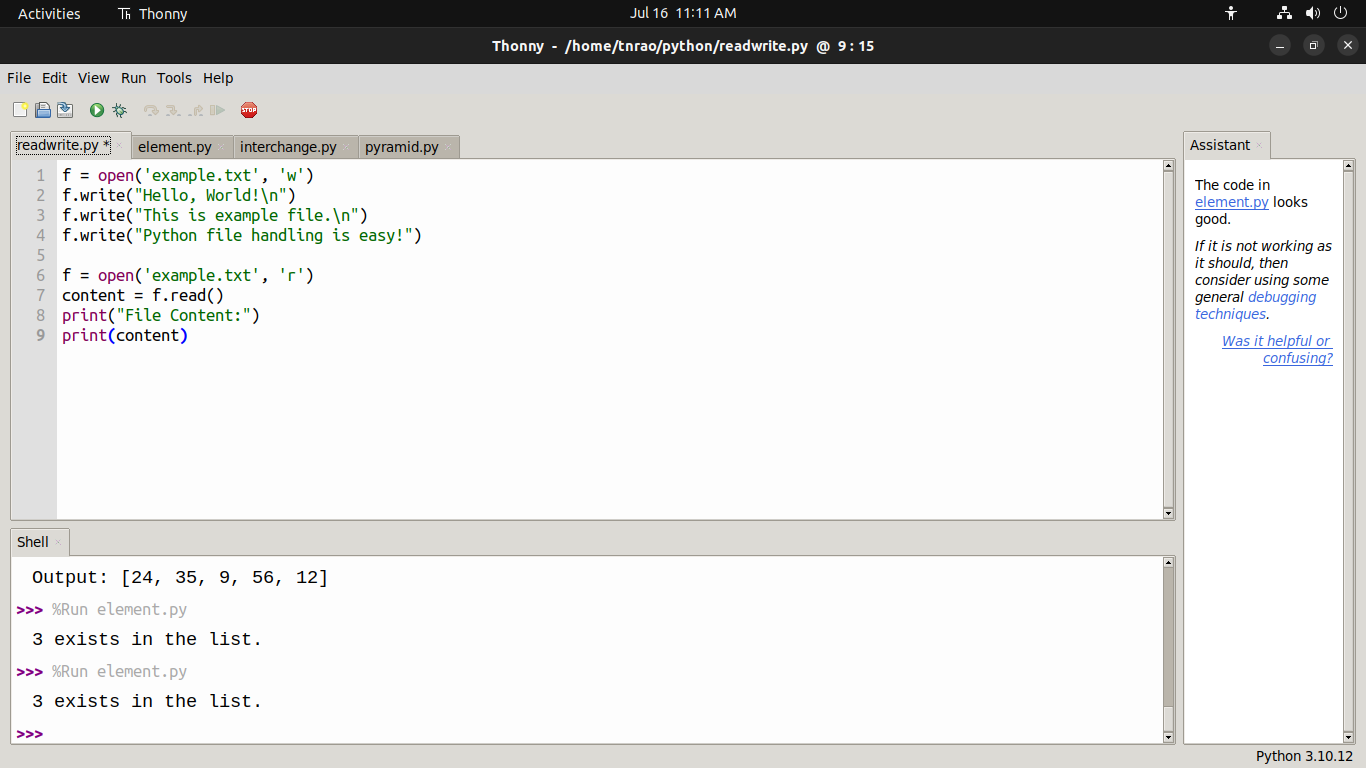 Activities Thonny Jul 16 11:11 AM
Thonny - /home/tnrao/python/readwrite.py @ 9 : 15
File Edit View Run Tools Help
STOP
readwrite.py * element.py interchange.py pyramid.py
1 f = open('example.txt', 'w')
2 f.write("Hello, World!\n")
3 f.write("This is example file.\n")
4 f.write("Python file handling is easy!")
5
6 f = open('example.txt', 'r')
7 content = f.read()
8 print("File Content:")
9 print(content)
Shell
Output: [24, 35, 9, 56, 12]
>>> %Run element.py
3 exists in the list.
>>> %Run element.py
3 exists in the list.
>>>
Assistant
The code in
element.py looks
good.
If it is not working as
it should, then
consider using some
general debugging
techniques.
Was it helpful or
confusing?
Python 3.10.12